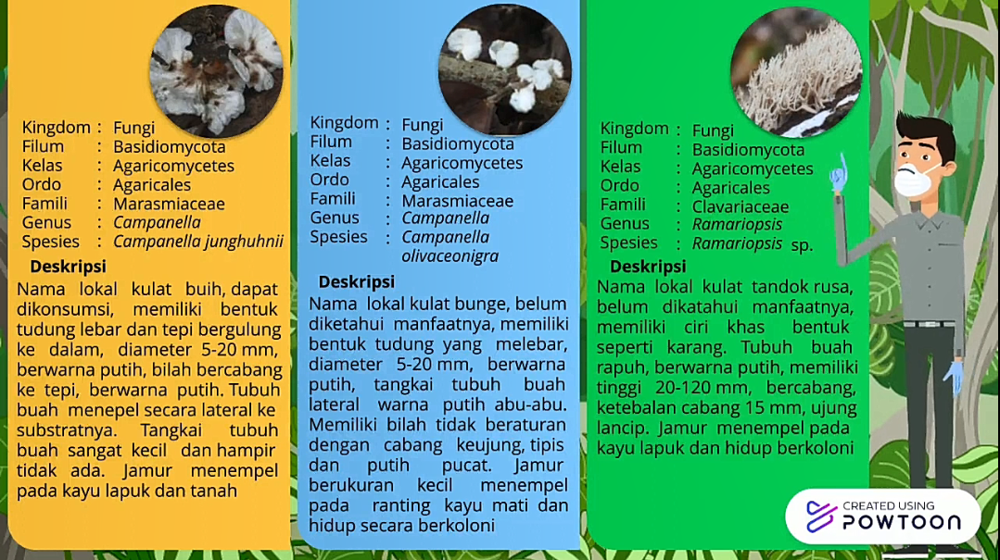 Kingdom : Fungi
Filum : Basidiomycota
Kelas : Agaricomycetes
Ordo : Agaricales
Famili : Marasmiaceae
Genus : Campanella
Spesies : Campanella junghuhnii
Deskripsi
Nama lokal kulat buih, dapat
dikonsumsi, memiliki bentuk
tudung lebar dan tepi bergulung
ke dalam, diameter 5-20 mm,
berwarna putih, bilah bercabang
ke tepi, berwarna putih. Tubuh
buah menepel secara lateral ke
substratnya. Tangkai tubuh
buah sangat kecil dan hampir
tidak ada. Jamur menempel
pada kayu lapuk dan tanah
Kingdom : Fungi
Filum : Basidiomycota
Kelas : Agaricomycetes
Ordo : Agaricales
Famili : Marasmiaceae
Genus : Campanella
Spesies : Campanella
olivaceonigra
Deskripsi
Nama lokal kulat bunge, belum
diketahui manfaatnya, memiliki
bentuk tudung yang melebar,
diameter 5-20 mm, berwarna
putih, tangkai tubuh buah
lateral warna putih abu-abu.
Memiliki bilah tidak beraturan
dengan cabang keujung, tipis
dan putih pucat. Jamur
berukuran kecil menempel
pada ranting kayu mati dan
hidup secara berkoloni
Kingdom : Fungi
Filum : Basidiomycota
Kelas : Agaricomycetes
Ordo : Agaricales
Famili : Clavariaceae
Genus : Ramariopsis
Spesies : Ramariopsis sp.
Deskripsi
Nama lokal kulat tandok rusa,
belum dikatahui manfaatnya,
memiliki ciri khas bentuk
seperti karang. Tubuh buah
rapuh, berwarna putih, memiliki
tinggi 20-120 mm, bercabang,
ketebalan cabang 15 mm, ujung
lancip. Jamur menempel pada
kayu lapuk dan hidup berkoloni
CREATED USING
POWTOON